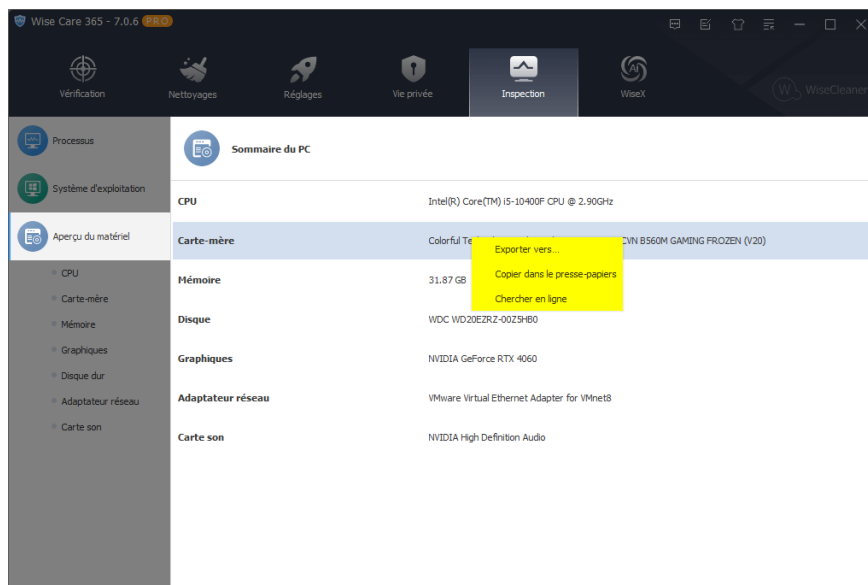 Wise Care 365 - 7.0.6 PRO
Vérification
Nettoyages
Réglages
Vie privée
Inspection
AI
WiseX
W WiseCleaner
Processus
Système d'exploitation
Aperçu du matériel
CPU
Carte-mère
Mémoire
Graphiques
Disque dur
Adaptateur réseau
Carte son
Sommaire du PC
CPU Intel(R) Core(TM) i5-10400F CPU @ 2.90GHz
Carte-mère Colorful CVN B560M GAMING FROZEN (V20)
Exporter vers...
Copier dans le presse-papiers
Chercher en ligne
Mémoire 31.87 GB
Disque WDC WD20EZRZ-00Z5HB0
Graphiques NVIDIA GeForce RTX 4060
Adaptateur réseau VMware Virtual Ethernet Adapter for VMnet8
Carte son NVIDIA High Definition Audio